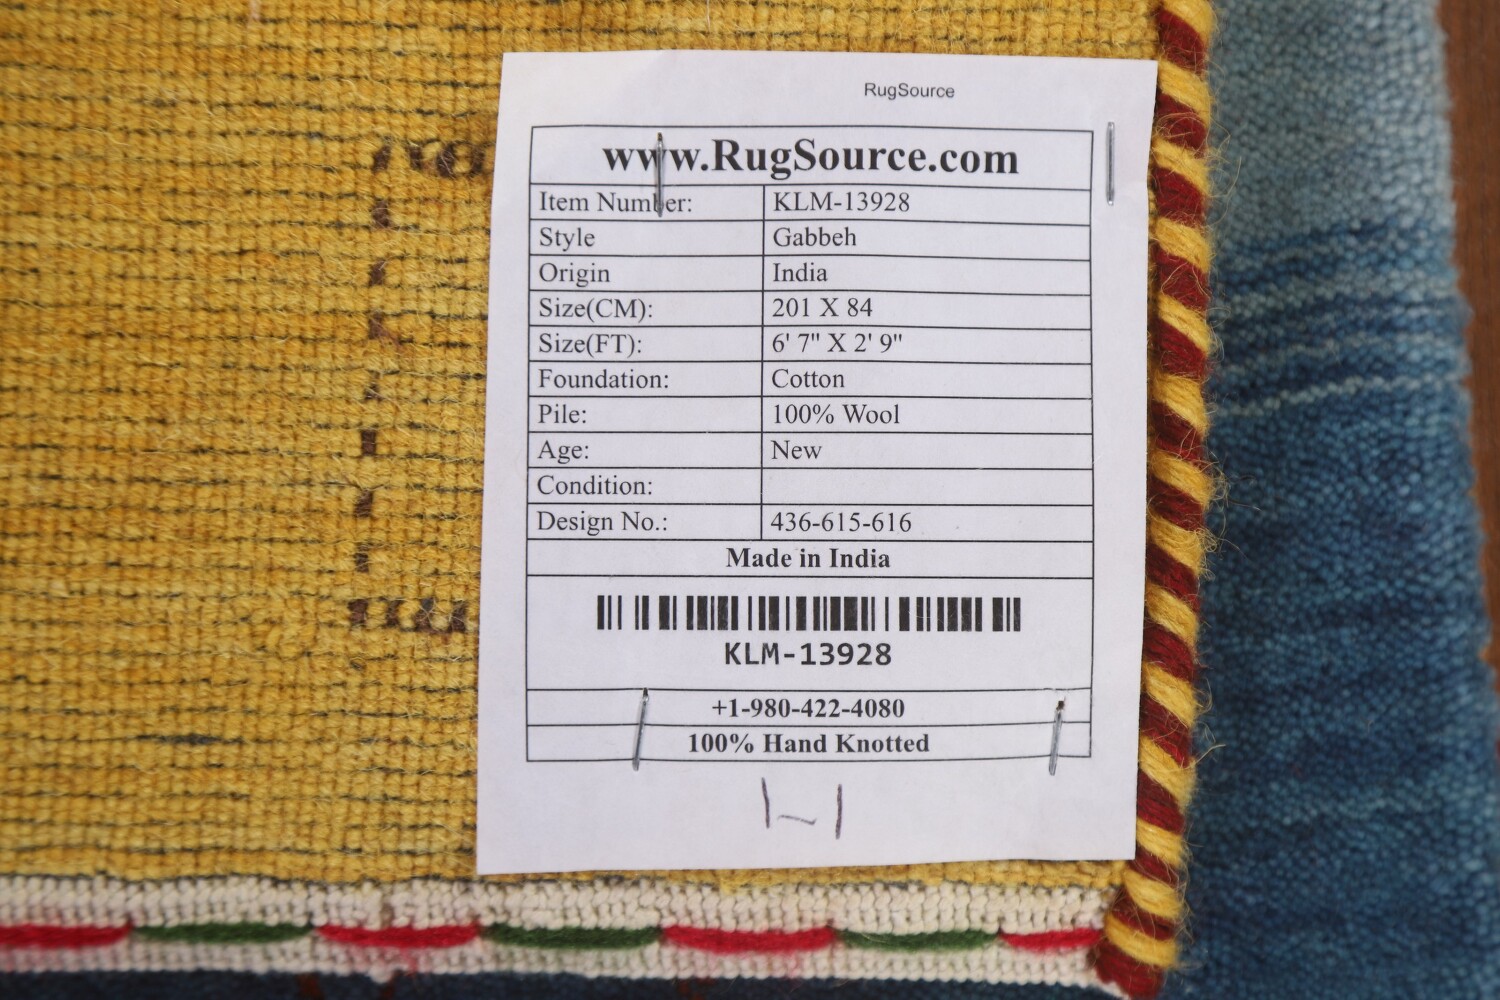 RugSource
www.RugSource.com
Item Number: KLM-13928
Style Gabbeh
Origin India
Size(CM): 201 X 84
Size(FT): 6' 7" X 2' 9"
Foundation: Cotton
Pile: 100% Wool
Age: New
Condition:
Design No.: 436-615-616
Made in India
KLM-13928
+1-980-422-4080
100% Hand Knotted
1~1